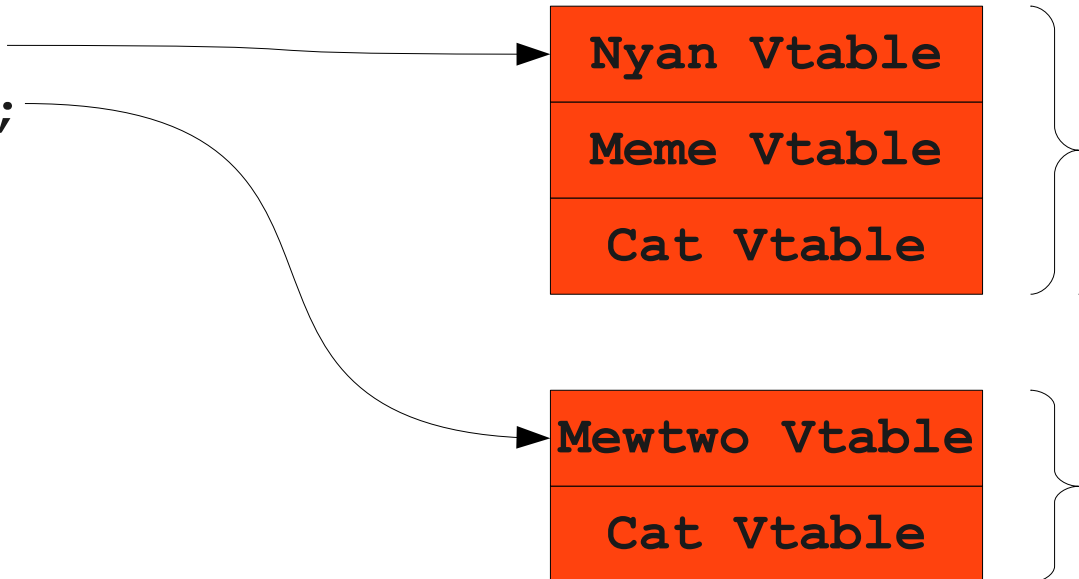 Nyan Vtable
;
Meme Vtable
Cat Vtable
Mewtwo Vtable
Cat Vtable